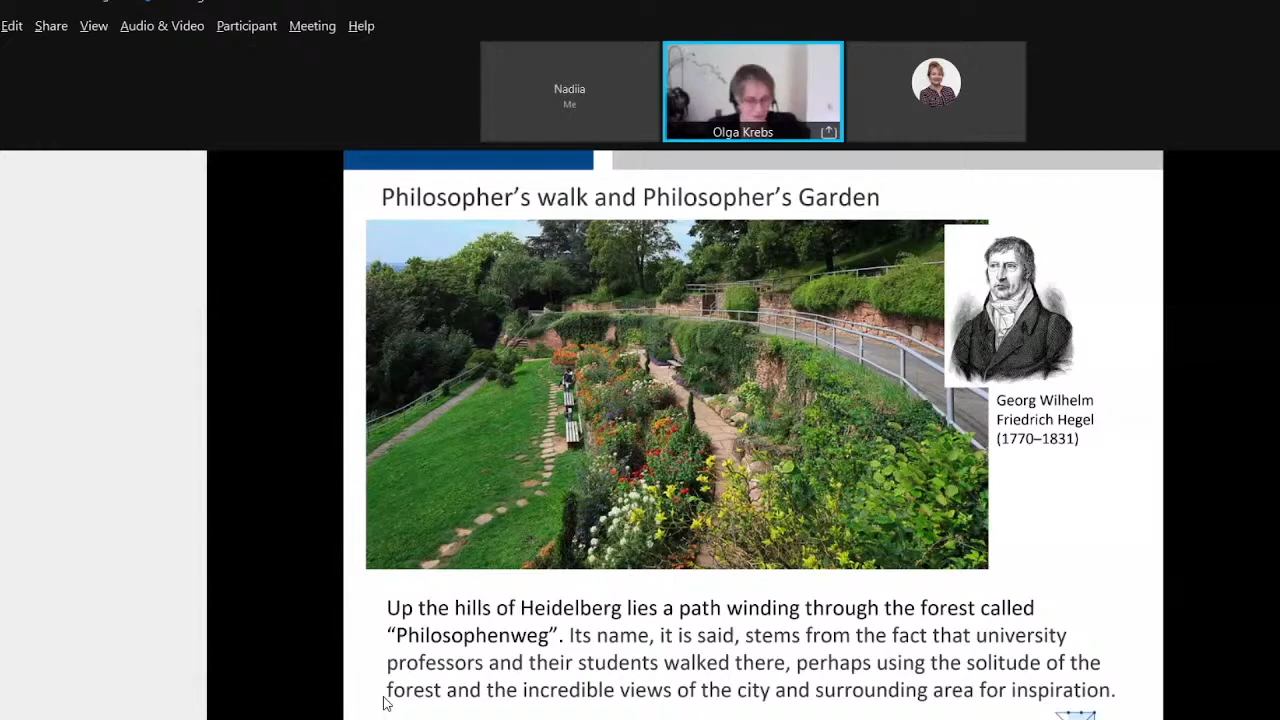 Edit Share View Audio & Video Participant Meeting Help
Nadiia
Me
Olga Krebs
Philosopher’s walk and Philosopher’s Garden
Georg Wilhelm
Friedrich Hegel
(1770–1831)
Up the hills of Heidelberg lies a path winding through the forest called
“Philosophenweg”. Its name, it is said, stems from the fact that university
professors and their students walked there, perhaps using the solitude of the
forest and the incredible views of the city and surrounding area for inspiration.